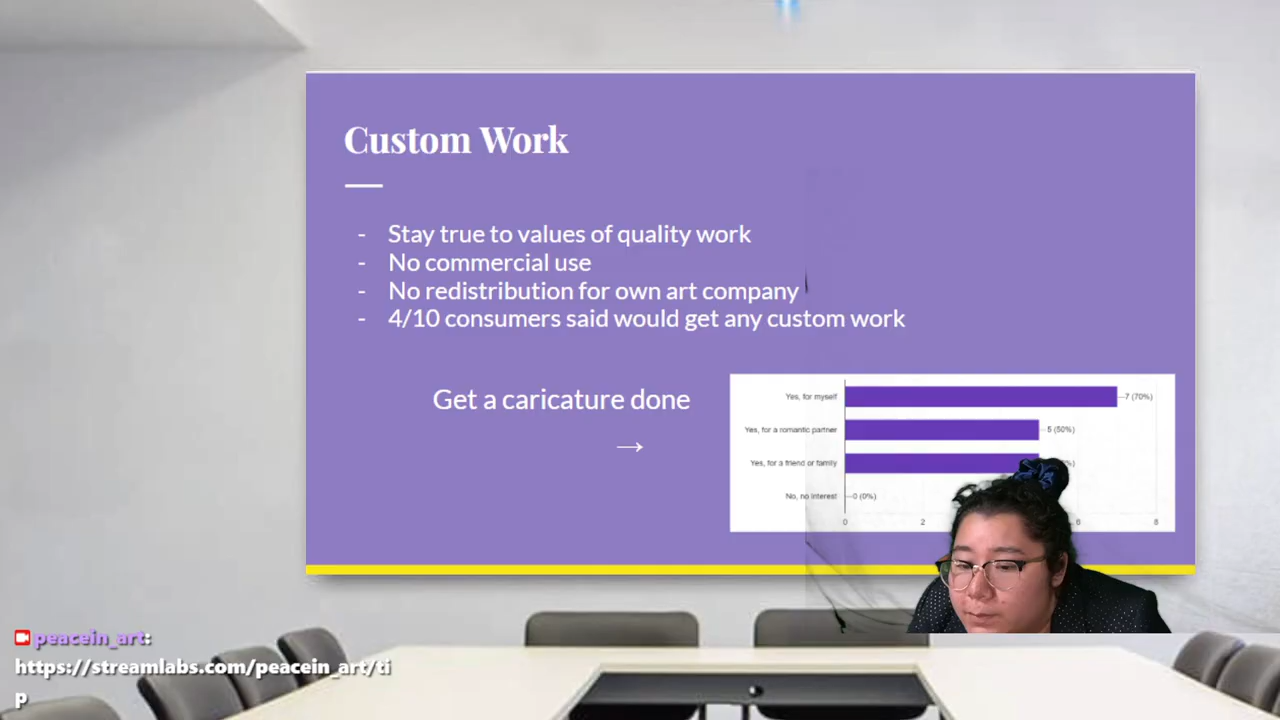 Custom Work
- Stay true to values of quality work
- No commercial use
- No redistribution for own art company
- 4/10 consumers said would get any custom work
Get a caricature done
→
Yes, for myself
7 (70%)
Yes, for a romantic partner
5 (50%)
Yes, for a friend or family
No, no interest
0 (0%)
0 2 6 8
peacein_art:
https://streamlabs.com/peacein_art/ti
p